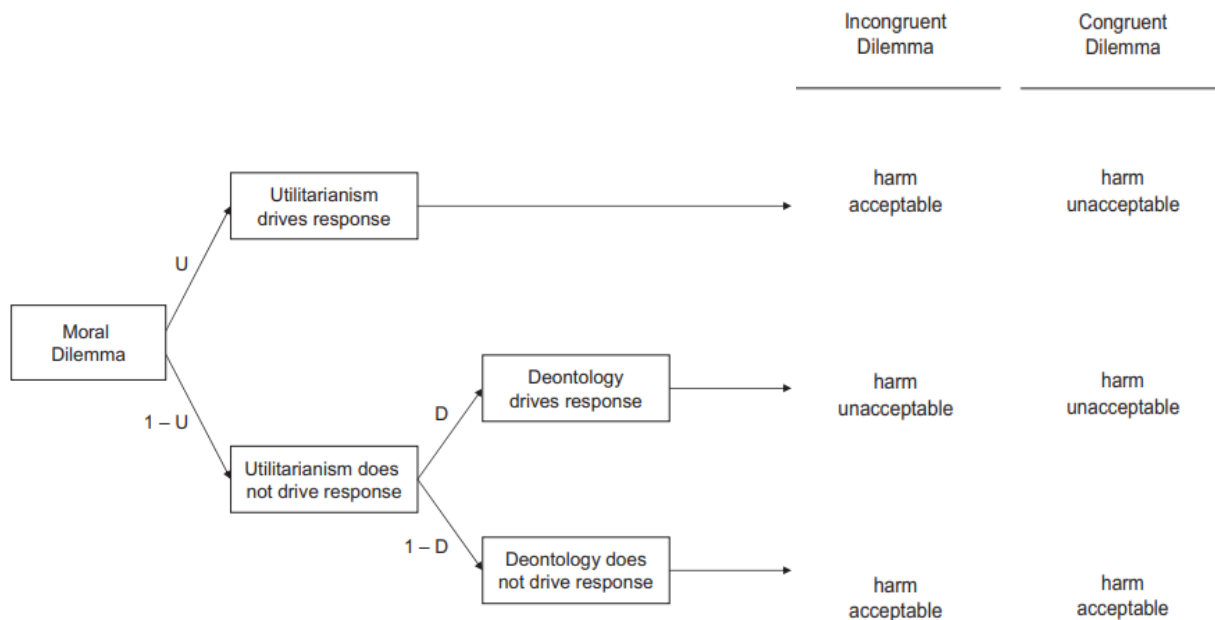 Incongruent
Dilemma
Congruent
Dilemma
Utilitarianism
drives response
harm
acceptable
harm
unacceptable
U
Moral
Dilemma
1 – U
Deontology
drives response
harm
unacceptable
harm
unacceptable
D
Utilitarianism does
not drive response
1 – D
Deontology does
not drive response
harm
acceptable
harm
acceptable